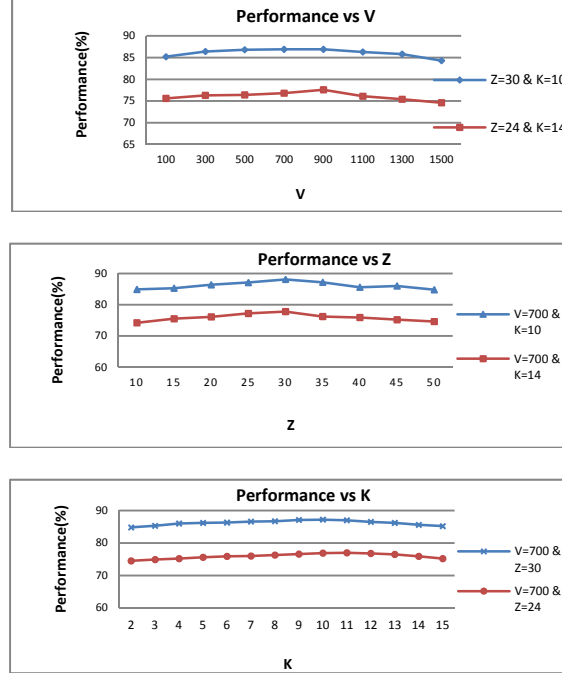 Performance vs V
Performance(%)
90
85
80
75
70
65
100 300 500 700 900 1100 1300 1500
V
Z=30 & K=10
Z=24 & K=14
Performance vs Z
Performance(%)
90
80
70
60
10 15 20 25 30 35 40 45 50
Z
V=700 &
K=10
V=700 &
K=14
Performance vs K
Performance(%)
90
80
70
60
2 3 4 5 6 7 8 9 10 11 12 13 14 15
K
V=700 &
Z=30
V=700 &
Z=24